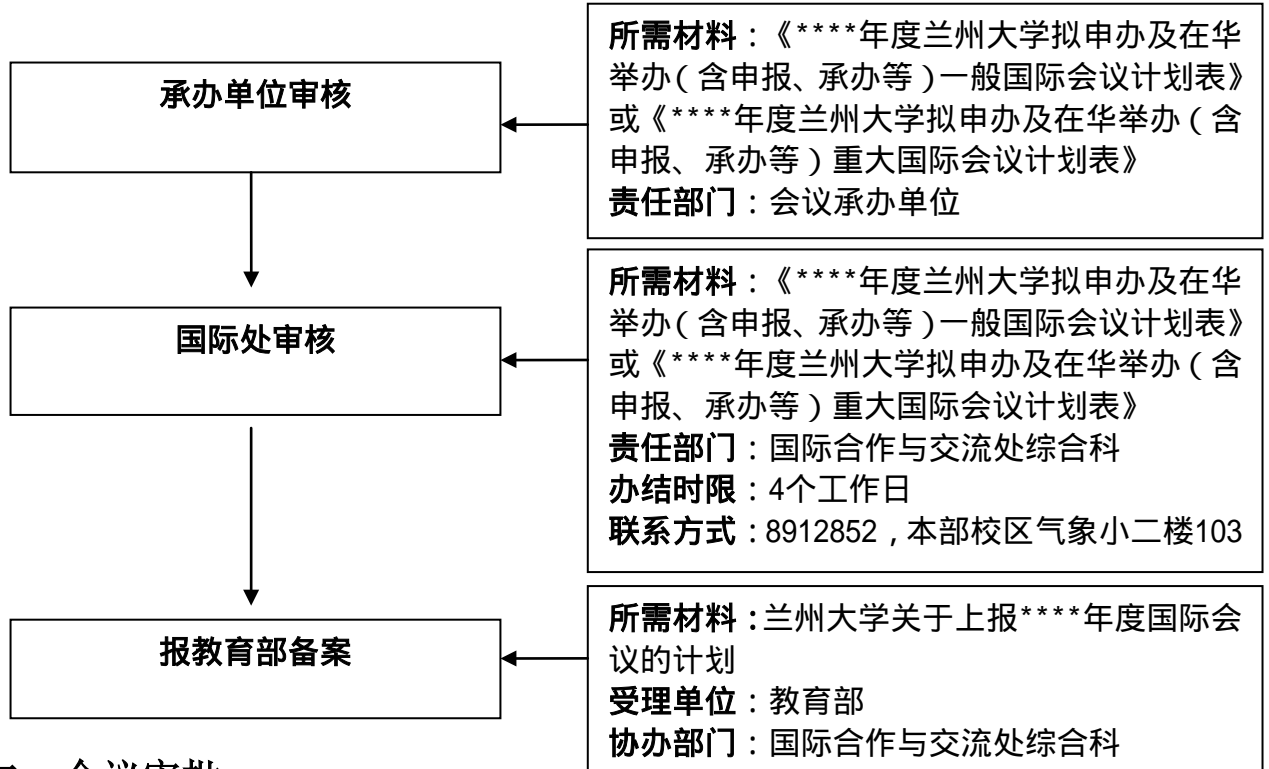 承办单位审核
所需材料：《****年度兰州大学拟申办及在华
举办（含申报、承办等）一般国际会议计划表》
或《****年度兰州大学拟申办及在华举办（含
申报、承办等）重大国际会议计划表》
责任部门：会议承办单位
国际处审核
所需材料：《****年度兰州大学拟申办及在华
举办（含申报、承办等）一般国际会议计划表》
或《****年度兰州大学拟申办及在华举办（含
申报、承办等）重大国际会议计划表》
责任部门：国际合作与交流处综合科
办结时限：4个工作日
联系方式：8912852，本部校区气象小二楼103
报教育部备案
所需材料：兰州大学关于上报****年度国际会
议的计划
受理单位：教育部
协办部门：国际合作与交流处综合科
会议审批